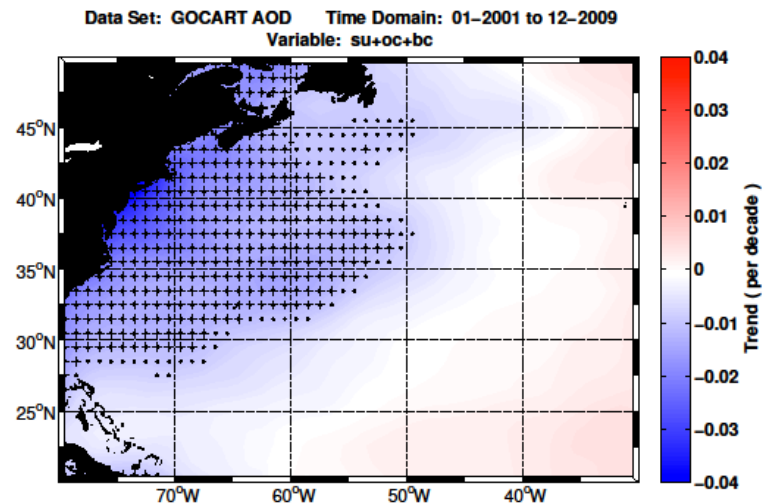 Data Set: GOCART AOD Time Domain: 01−2001 to 12−2009
Variable: su+oc+bc
45°N
40°N
35°N
30°N
25°N
70°W 60°W 50°W 40°W
0.04
0.03
0.02
0.01
0
−0.01
−0.02
−0.03
−0.04
Trend ( per decade )